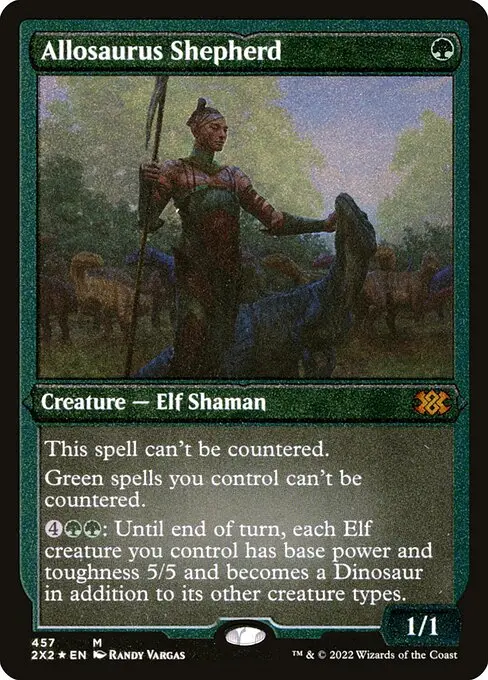 Allosaurus Shepherd
Creature — Elf Shaman
This spell can't be countered.
Green spells you control can't be
countered.
4: Until end of turn, each Elf
creature you control has base power and
toughness 5/5 and becomes a Dinosaur
in addition to its other creature types.
1/1
457 M
2X2 ★ EN Randy Vargas
™ & © 2022 Wizards of the Coast